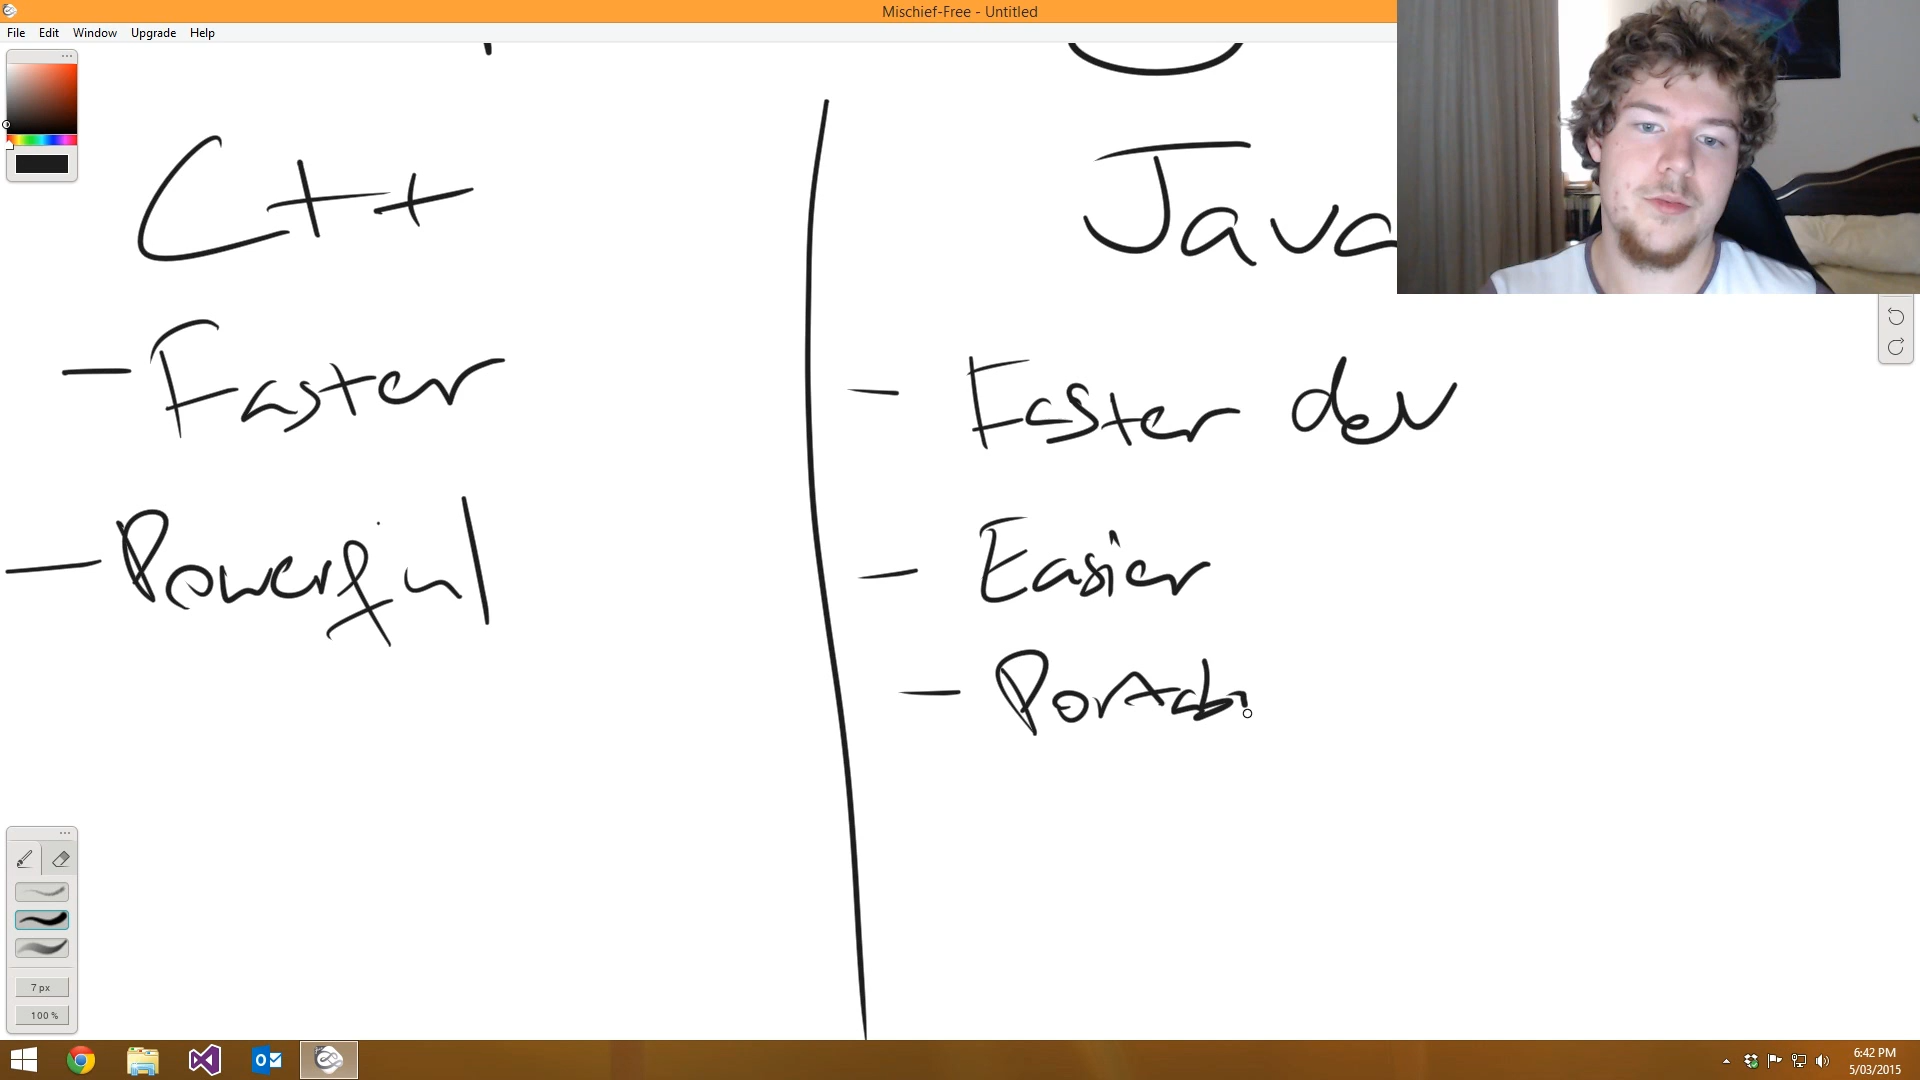 Mischief-Free - Untitled
File Edit Window Upgrade Help
C++
Java
- Faster
- Faster dev
- Powerful
- Easier
- Portab
7 px
100 %
6:42 PM
5/03/2015